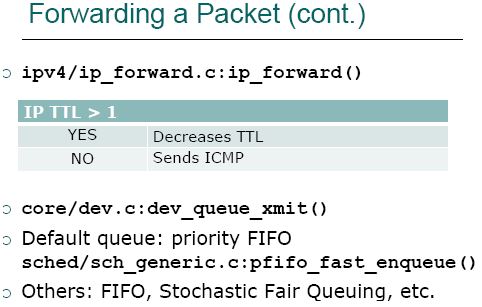 Forwarding a Packet (cont.)
ipv4/ip_forward.c:ip_forward()
IP TTL > 1
YES Decreases TTL
NO Sends ICMP
core/dev.c:dev_queue_xmit()
Default queue: priority FIFO
sched/sch_generic.c:pfifo_fast_enqueue()
Others: FIFO, Stochastic Fair Queuing, etc.